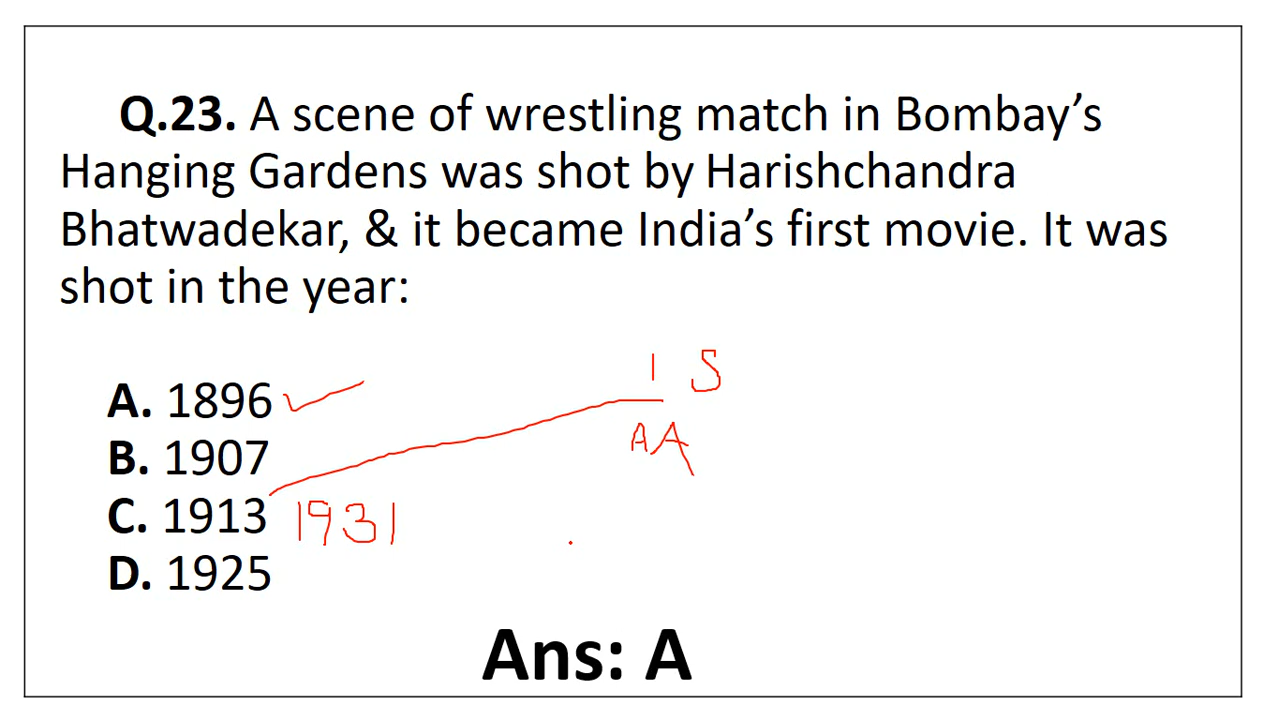 Q.23. A scene of wrestling match in Bombay’s
Hanging Gardens was shot by Harishchandra
Bhatwadekar, & it became India’s first movie. It was
shot in the year:
1 S
A. 1896
AA
B. 1907
C. 1913 1931
D. 1925
Ans: A